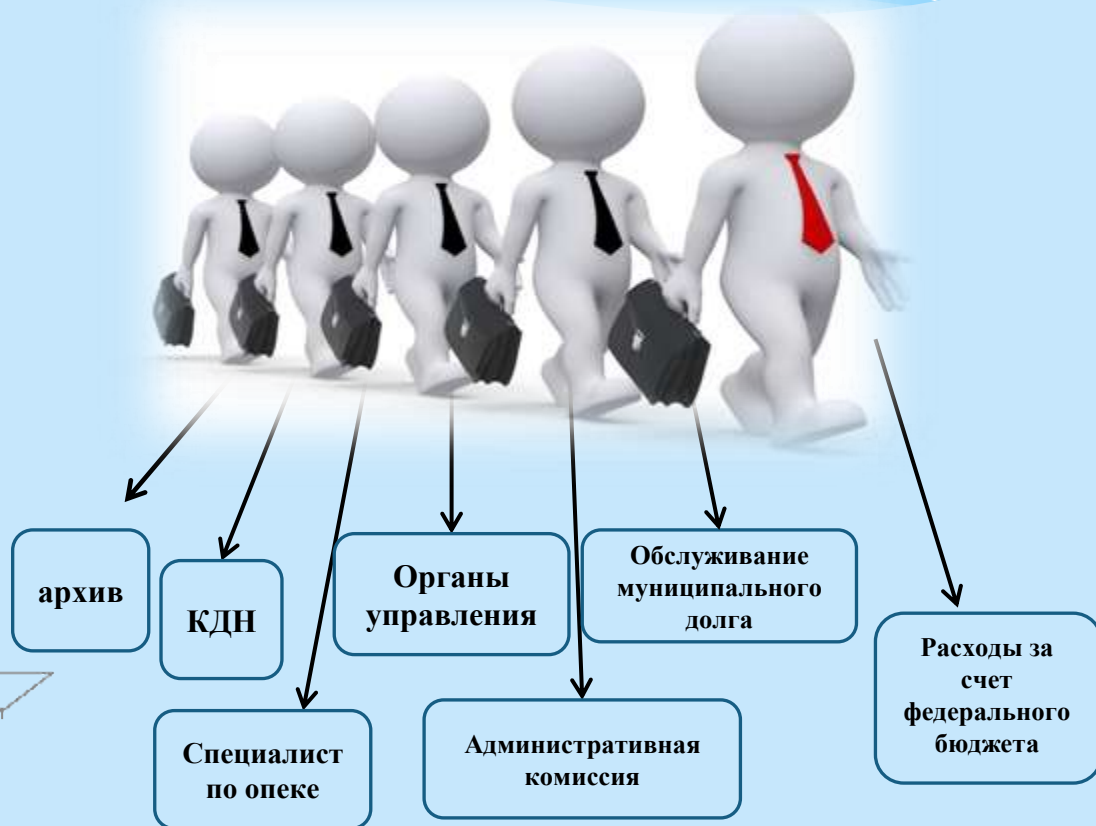 архив
КДН
Специалист
по опеке
Органы
управления
Административная
комиссия
Обслуживание
муниципального
долга
Расходы за
счет
федерального
бюджета